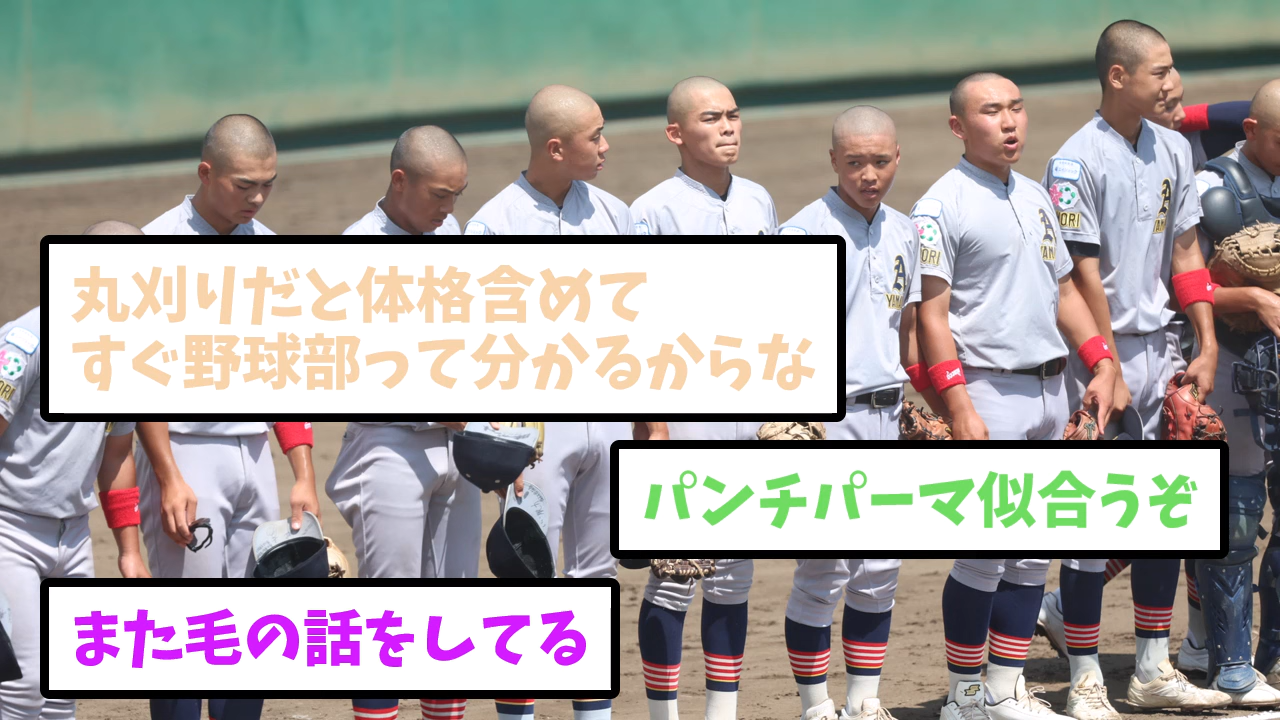 丸刈りだと体格含めて
すぐ野球部って分かるからな
パンチパーマ似合うぞ
また毛の話をしてる